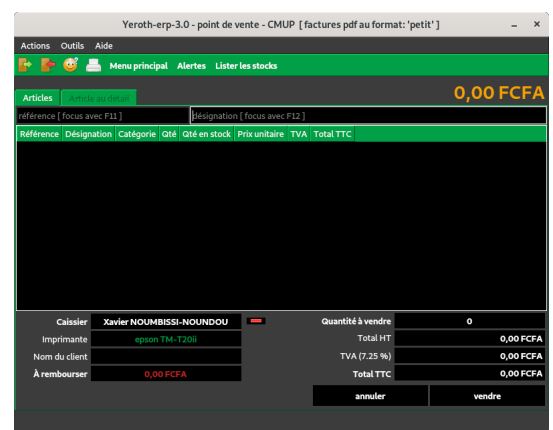 Yeroth-erp-3.0 - point de vente - CMUP [ factures pdf au format: 'petit' ]
Actions Outils Aide
Menu principal Alertes Lister les stocks
Articles Article au détail 0,00 FCFA
référence [ focus avec F11 ] désignation [ focus avec F12 ]
Référence Désignation Catégorie Qté Qté en stock Prix unitaire TVA Total TTC
Caissier Xavier NOUMBISSI-NOUNDOU Quantité à vendre 0
Imprimante epson TM-T20ii Total HT 0,00 FCFA
Nom du client TVA (7.25 %) 0,00 FCFA
À rembourser 0,00 FCFA Total TTC 0,00 FCFA
annuler vendre